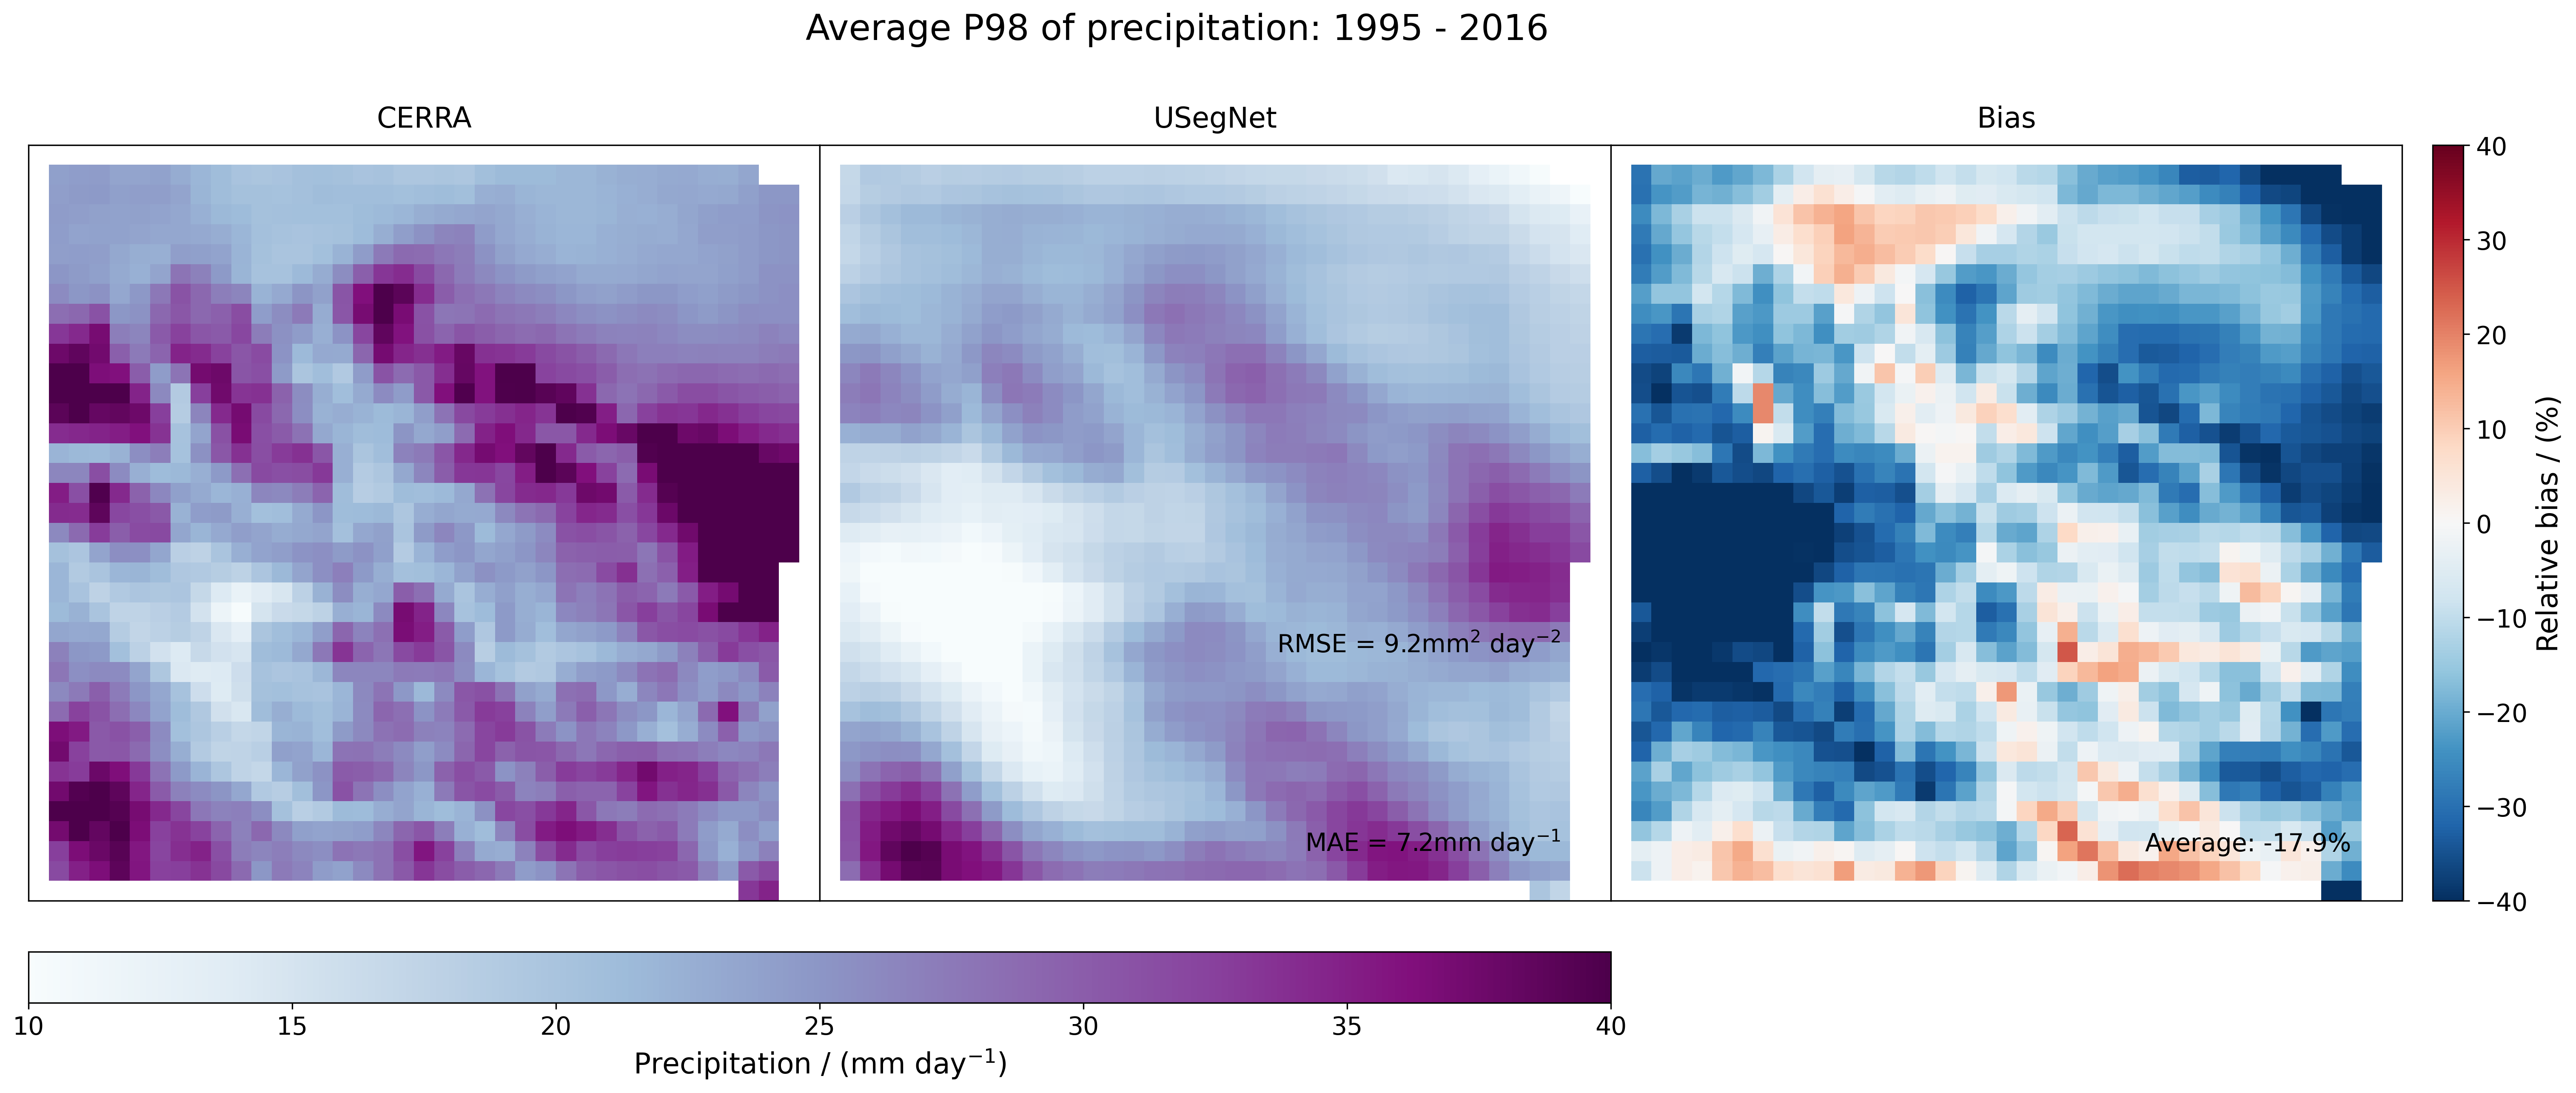 Average P98 of precipitation: 1995 - 2016
CERRA
USegNet
Bias
RMSE = 9.2mm² day⁻²
MAE = 7.2mm day⁻¹
Average: -17.9%
40
30
20
10
0
−10
−20
−30
−40
Relative bias / (%)
10 15 20 25 30 35 40
Precipitation / (mm day⁻¹)